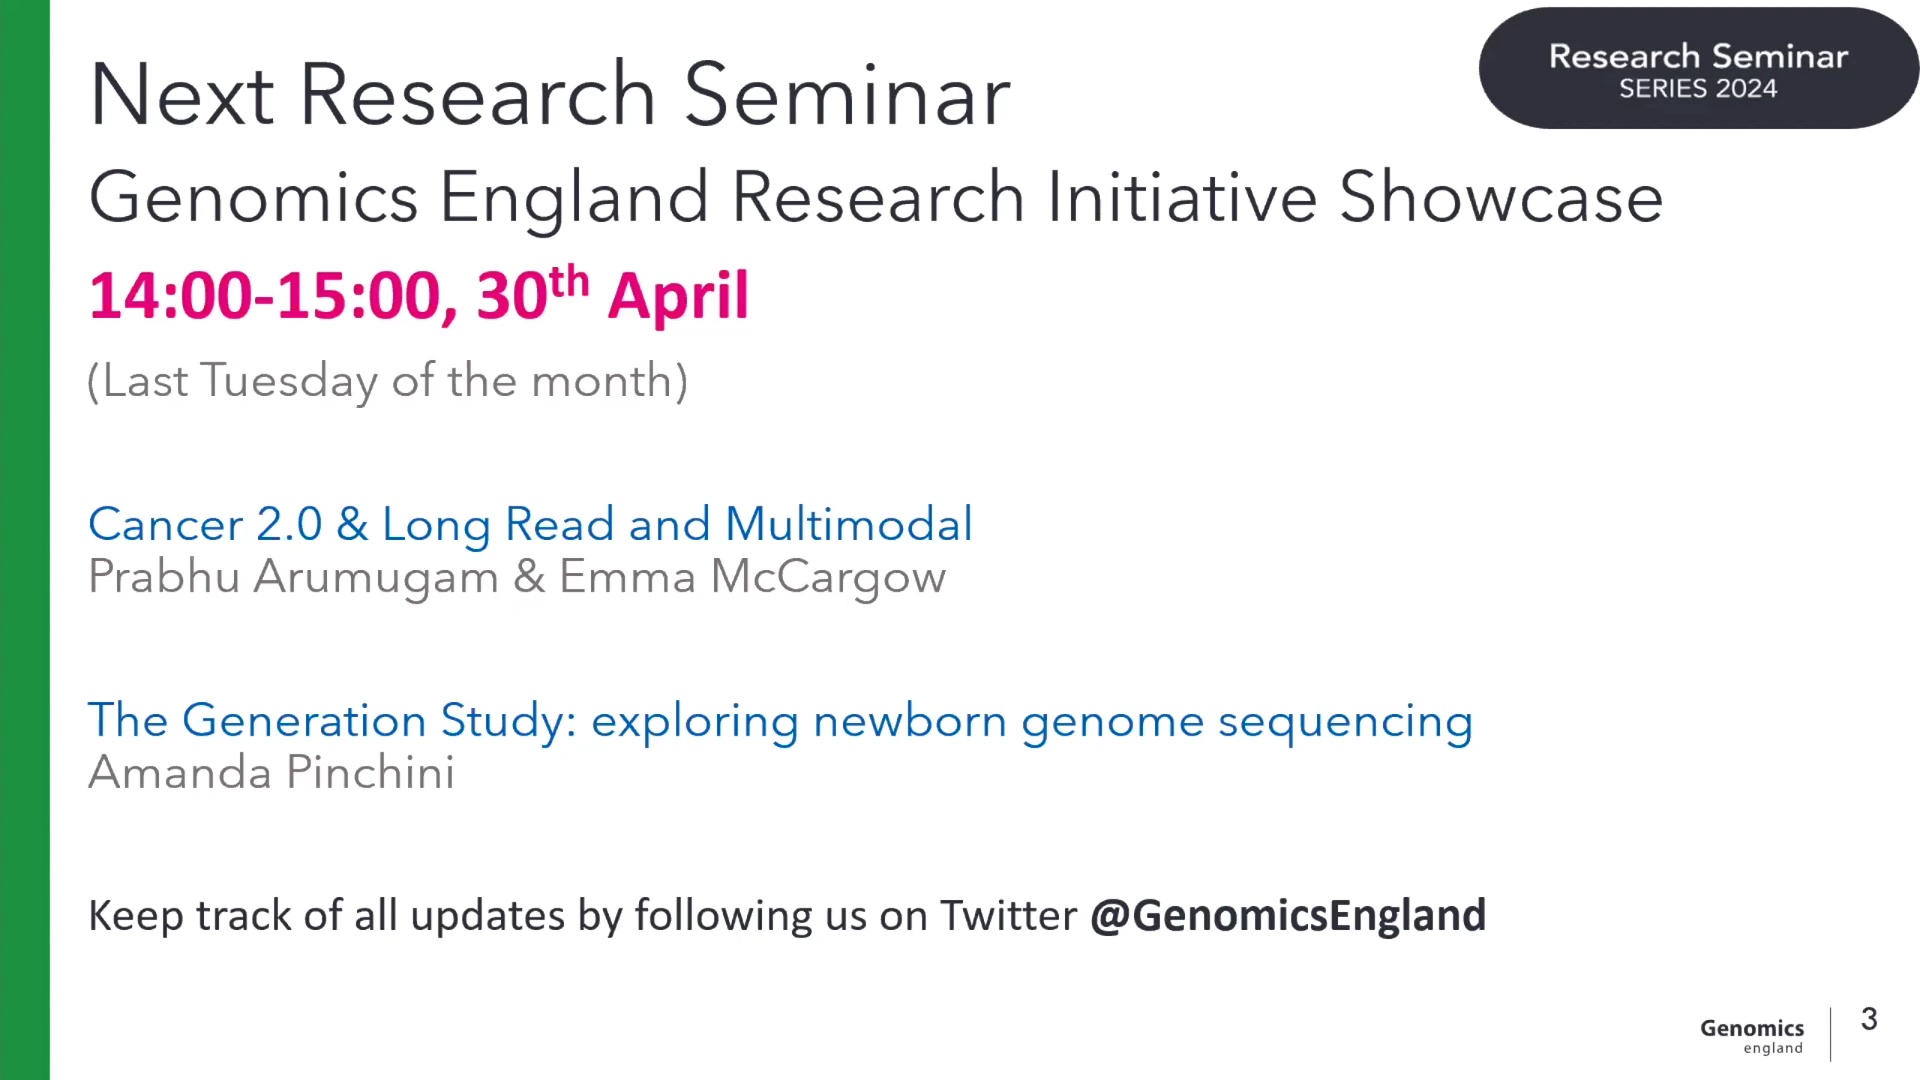 Research Seminar
SERIES 2024
Next Research Seminar
Genomics England Research Initiative Showcase
14:00-15:00, 30th April
(Last Tuesday of the month)
Cancer 2.0 & Long Read and Multimodal
Prabhu Arumugam & Emma McCargow
The Generation Study: exploring newborn genome sequencing
Amanda Pinchini
Keep track of all updates by following us on Twitter @GenomicsEngland
Genomics
england
3